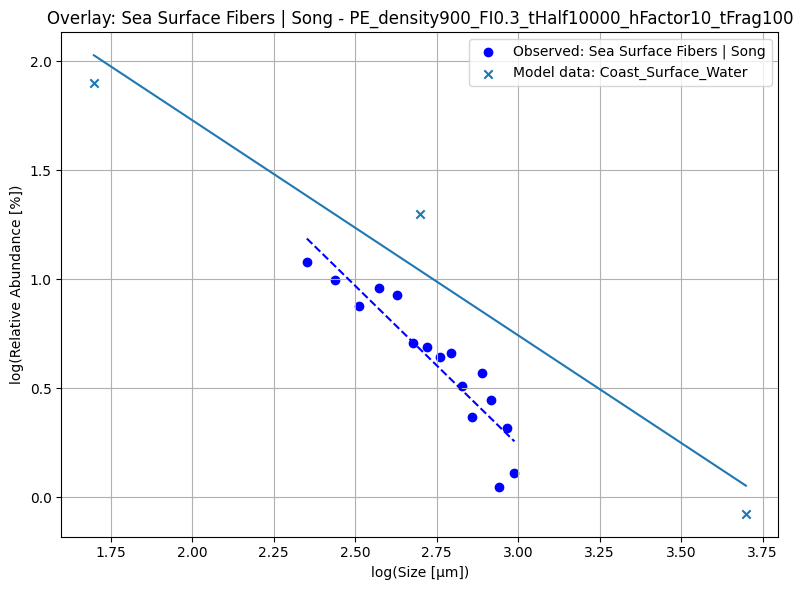 Overlay: Sea Surface Fibers | Song - PE_density900_FI0.3_tHalf10000_hFactor10_tFrag100
Observed: Sea Surface Fibers | Song
Model data: Coast_Surface_Water
log(Relative Abundance [%])
2.0
1.5
1.0
0.5
0.0
1.75
2.00
2.25
2.50
2.75
3.00
3.25
3.50
3.75
log(Size [μm])